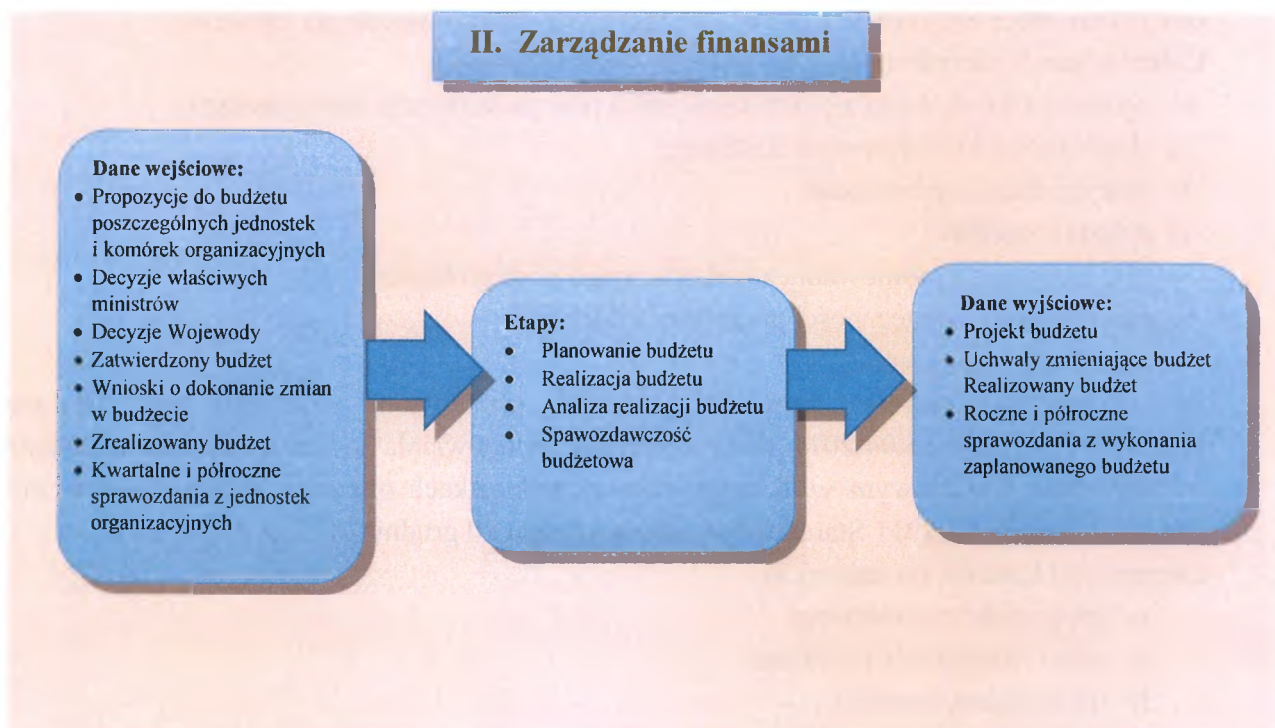 II. Zarządzanie finansami
Dane wejściowe:
• Propozycje do budżetu
poszczególnych jednostek
i komórek organizacyjnych
• Decyzje właściwych
ministrów
• Decyzje Wojewody
• Zatwierdzony budżet
• Wnioski o dokonanie zmian
w budżecie
• Zrealizowany budżet
• Kwartalne i półroczne
sprawozdania z jednostek
organizacyjnych
Etapy:
• Planowanie budżetu
• Realizacja budżetu
• Analiza realizacji budżetu
• Spawozdawczość
budżetowa
Dane wyjściowe:
• Projekt budżetu
• Uchwały zmieniające budżet
Realizowany budżet
• Roczne i półroczne
sprawozdania z wykonania
zaplanowanego budżetu